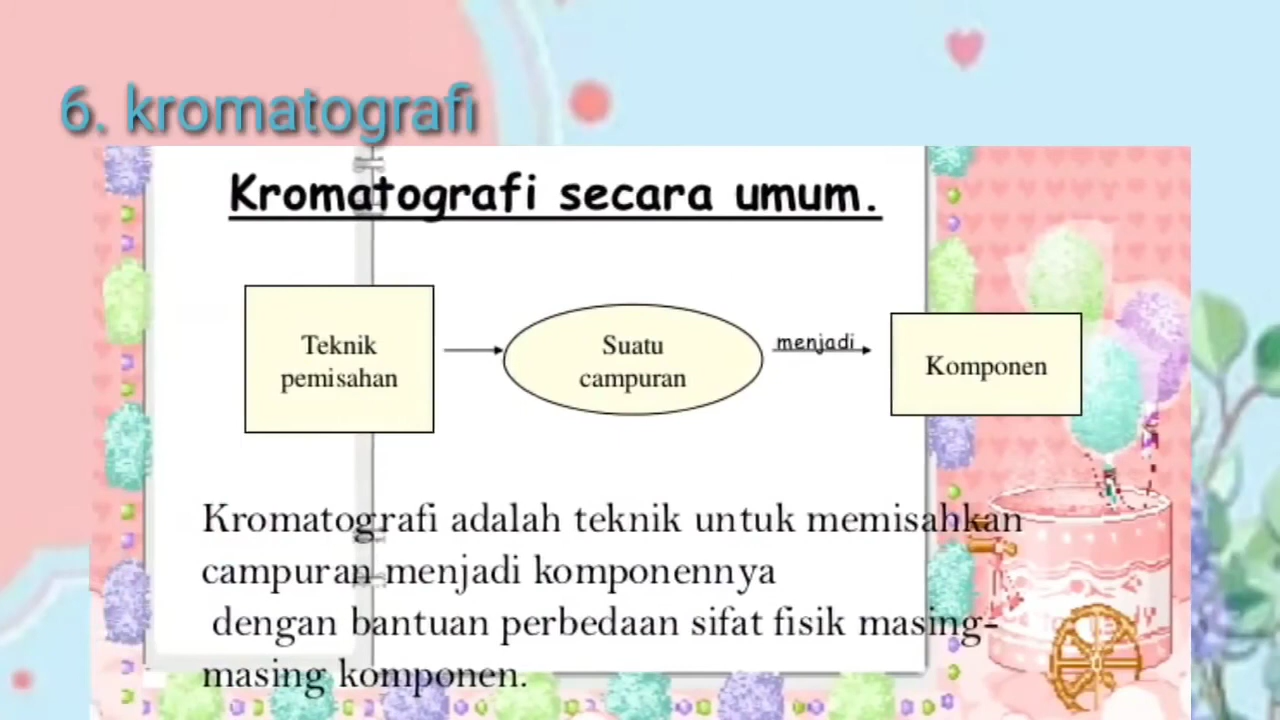 6. kromatografi
Kromatografi secara umum.
Teknik
pemisahan
Suatu
campuran
menjadi
Komponen
Kromatografi adalah teknik untuk memisahkan
campuran menjadi komponennya
dengan bantuan perbedaan sifat fisik masing-
masing komponen.